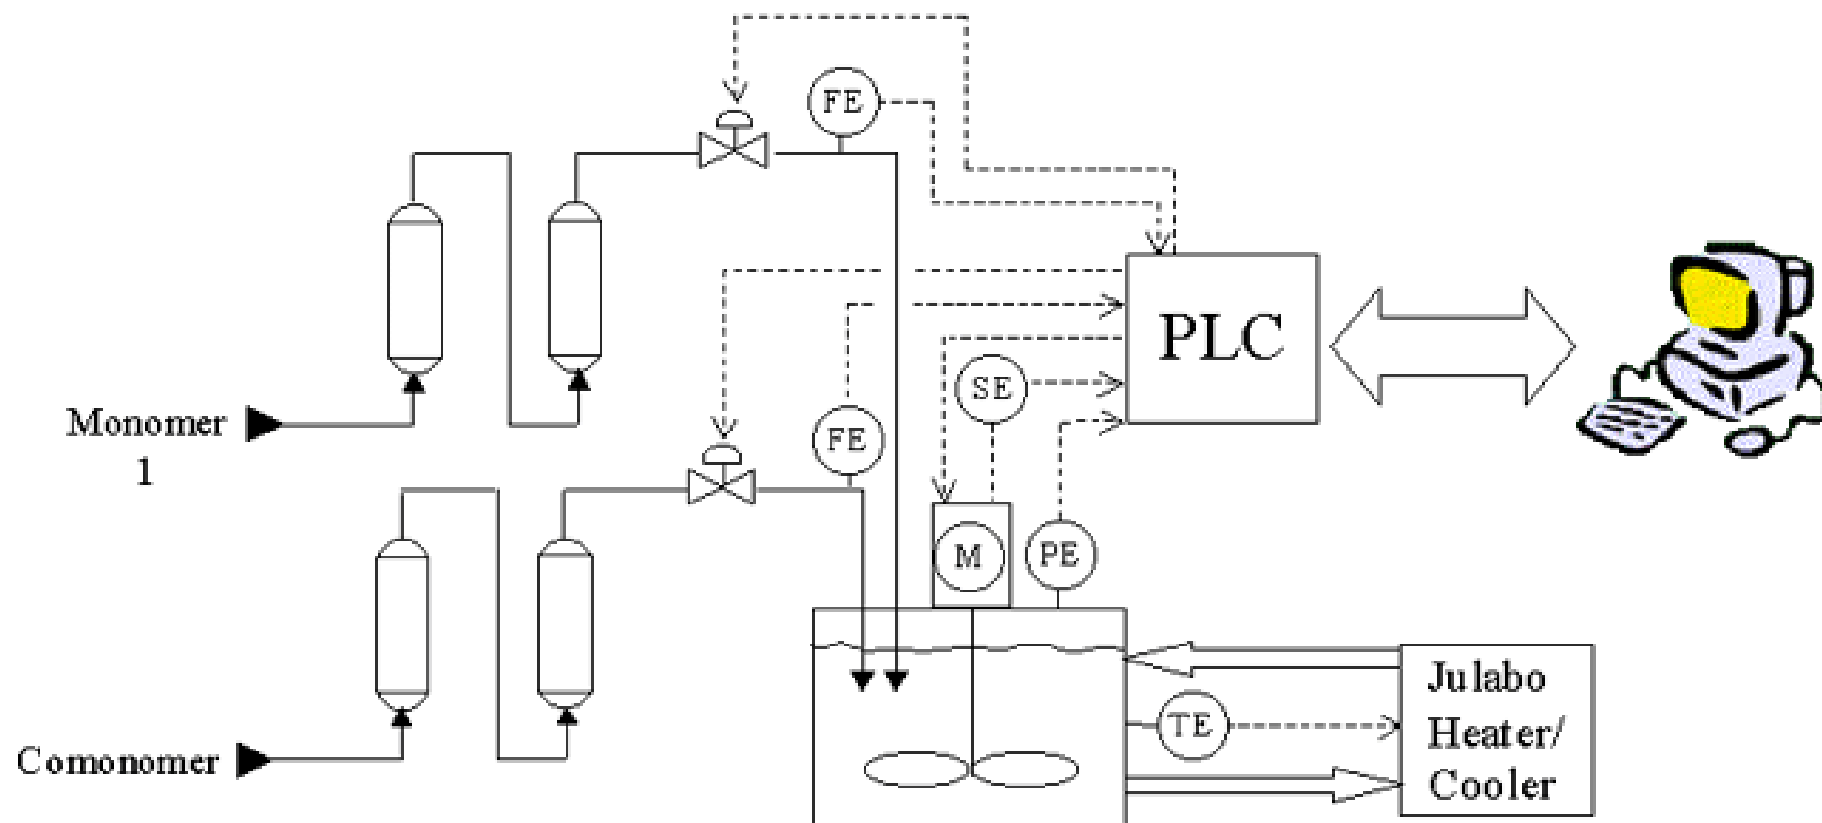 FE
PLC
SE
Monomer
1
FE
M
PE
Julabo
TE
Heater/
Comonomer
Cooler